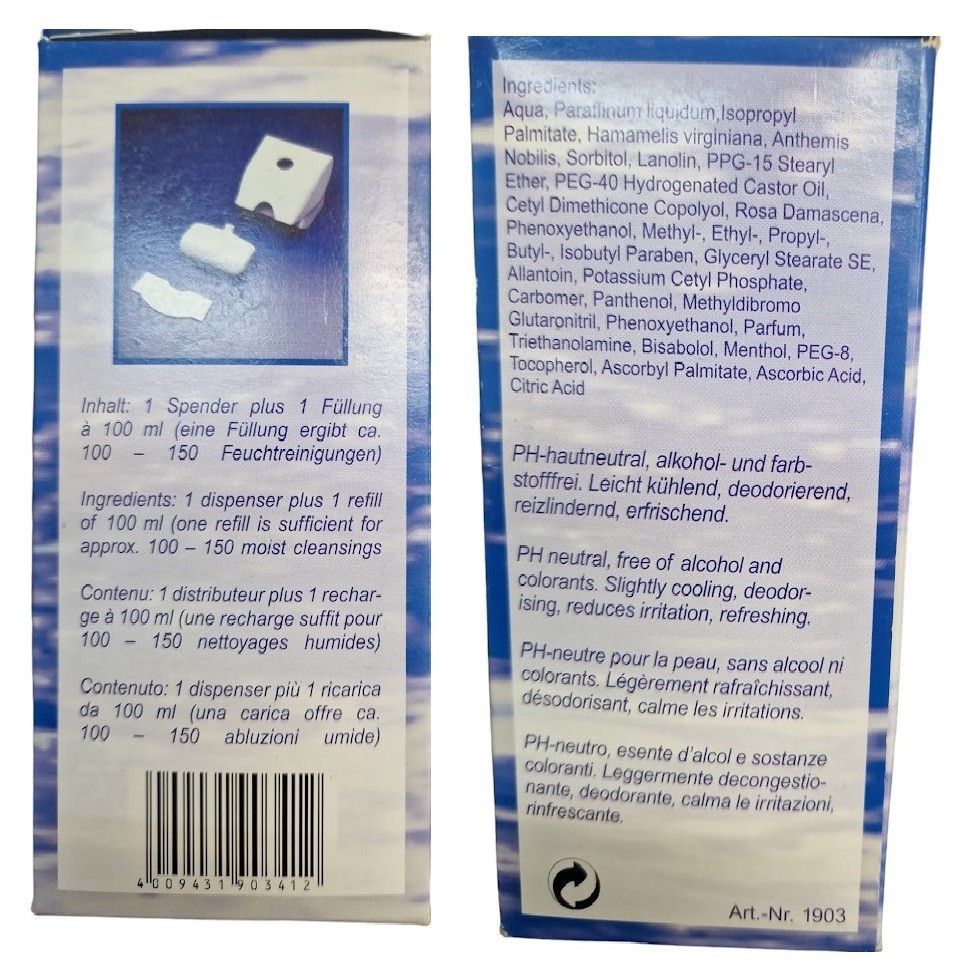 Inhalt: 1 Spender plus 1 Füllung
à 100 ml (eine Füllung ergibt ca.
100 – 150 Feuchtreinigungen)
Ingredients: 1 dispenser plus 1 refill
of 100 ml (one refill is sufficient for
approx. 100 – 150 moist cleansings
Contenu: 1 distributeur plus 1 rechar-
ge à 100 ml (une recharge suffit pour
100 – 150 nettoyages humides)
Contenuto: 1 dispenser più 1 ricarica
da 100 ml (una carica offre ca.
100 – 150 abluzioni umide)
4 009431 903412
Ingredients:
Aqua, Paraffinum liquidum,Isopropyl
Palmitate, Hamamelis virginiana, Anthemis
Nobilis, Sorbitol, Lanolin, PPG-15 Stearyl
Ether, PEG-40 Hydrogenated Castor Oil,
Cetyl Dimethicone Copolyol, Rosa Damascena,
Phenoxyethanol, Methyl-, Ethyl-, Propyl-,
Butyl-, Isobutyl Paraben, Glyceryl Stearate SE,
Allantoin, Potassium Cetyl Phosphate,
Carbomer, Panthenol, Methyldibromo
Glutaronitril, Phenoxyethanol, Parfum,
Triethanolamine, Bisabolol, Menthol, PEG-8,
Tocopherol, Ascorbyl Palmitate, Ascorbic Acid,
Citric Acid
PH-hautneutral, alkohol- und farb-
stofffrei. Leicht kühlend, deodorierend,
reizlindernd, erfrischend.
PH neutral, free of alcohol and
colorants. Slightly cooling, deodor-
ising, reduces irritation, refreshing.
PH-neutre pour la peau, sans alcool ni
colorants. Légèrement rafraîchissant,
désodorisant, calme les irritations.
PH-neutro, esente d'alcol e sostanze
coloranti. Leggermente decongestio-
nante, deodorante, calma le irritazioni,
rinfrescante.
Art.-Nr. 1903